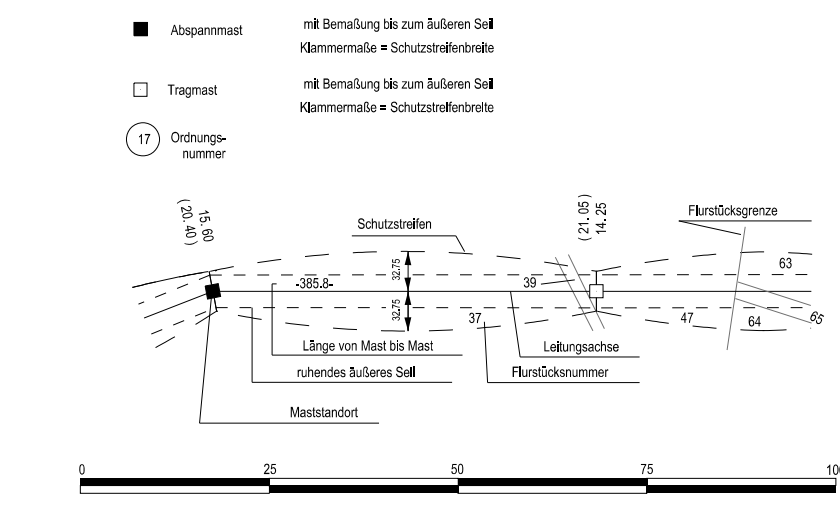 Abspannmast
mit Bemaßung bis zum äußeren Seil
Klammermaße = Schutzstreifenbreite
Tragmast
mit Bemaßung bis zum äußeren Seil
Klammermaße = Schutzstreifenbreite
17
Ordnungs-
nummer
15.60
(20.40)
(21.05)
14.25
Schutzstreifen
Flurstücksgrenze
32.75
32.75
-385.8-
39
63
37
47
64
65
Länge von Mast bis Mast
Leitungsachse
ruhendes äußeres Seil
Flurstücksnummer
Maststandort
0
25
50
75
100